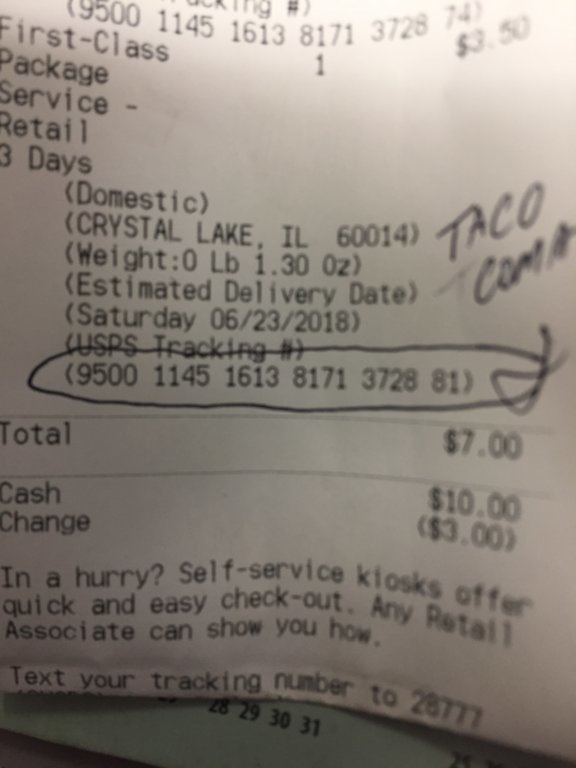 #)
(9500 1145 1613 8171 3728 74)
First-Class 1 $3.50
Package
Service -
Retail
3 Days
(Domestic)
(CRYSTAL LAKE, IL 60014)
(Weight:0 Lb 1.30 Oz)
(Estimated Delivery Date)
(Saturday 06/23/2018)
(USPS Tracking #)
(9500 1145 1613 8171 3728 81)
TACO
COMA
Total $7.00
Cash $10.00
Change ($3.00)
In a hurry? Self-service kiosks offer
quick and easy check-out. Any Retail
Associate can show you how.
Text your tracking number to 28777
28 29 30 31